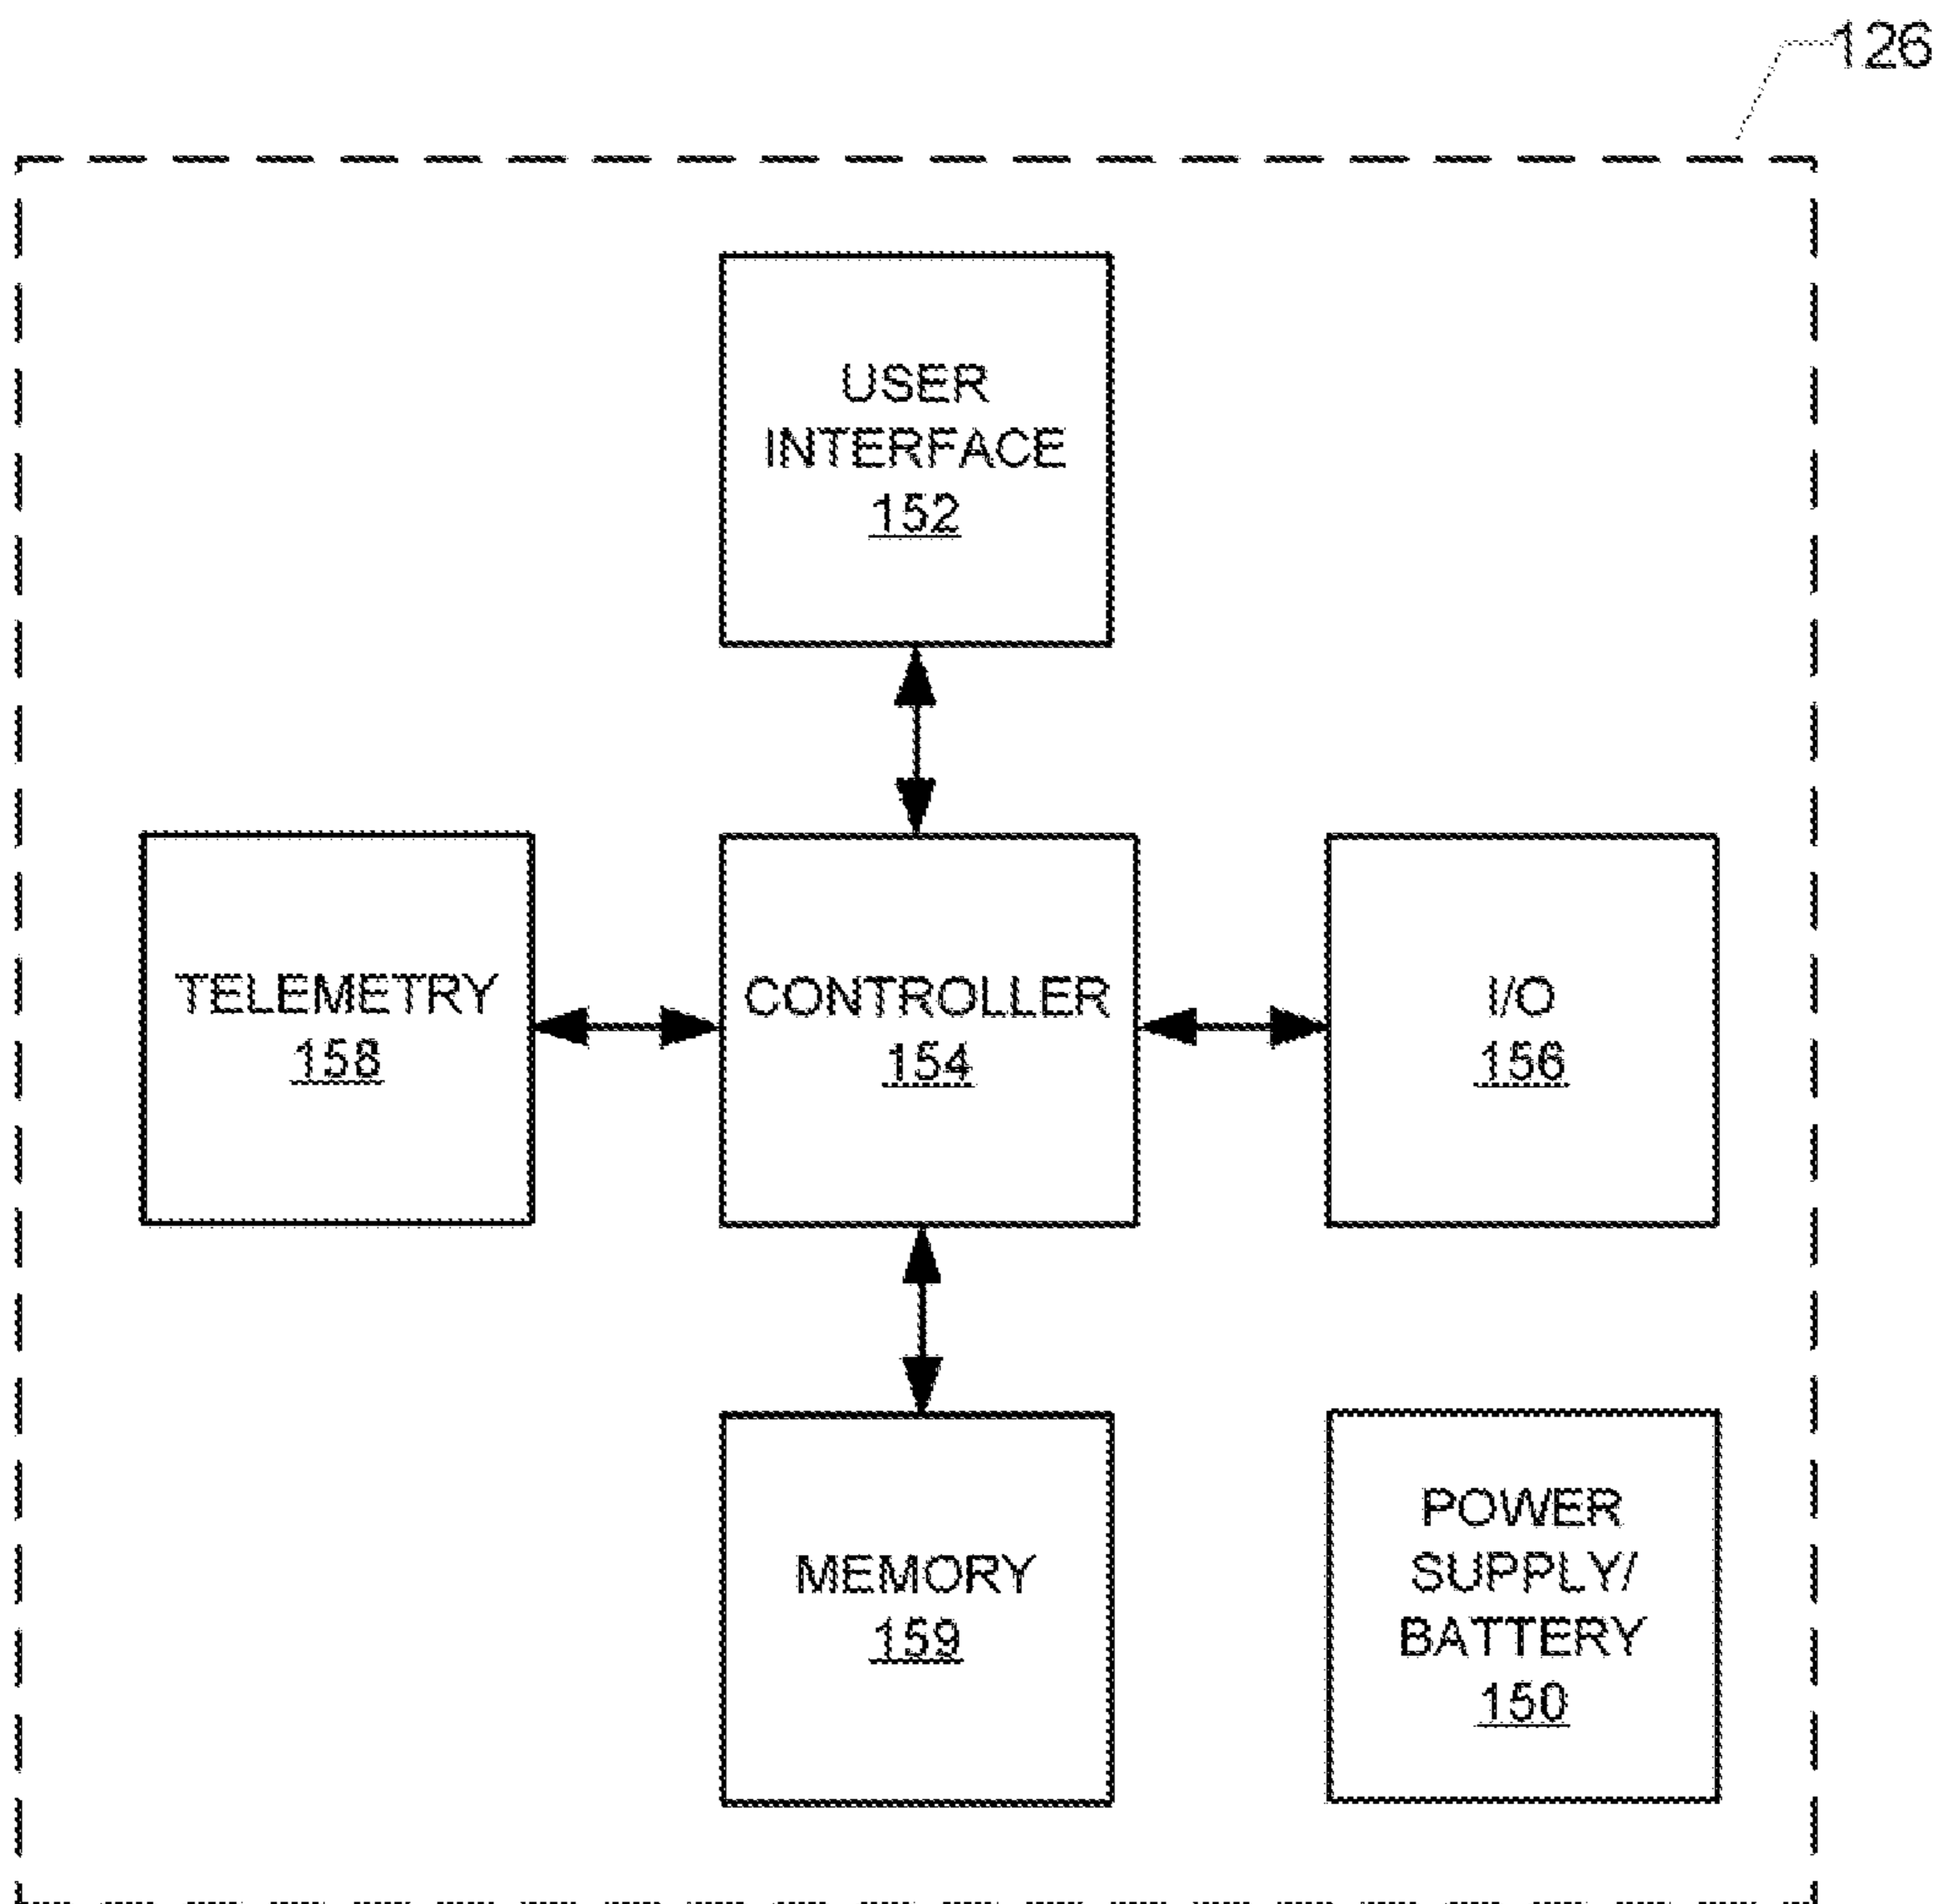 126
USER
INTERFACE
152
TELEMETRY
158
CONTROLLER
154
I/O
156
MEMORY
159
POWER
SUPPLY/
BATTERY
150